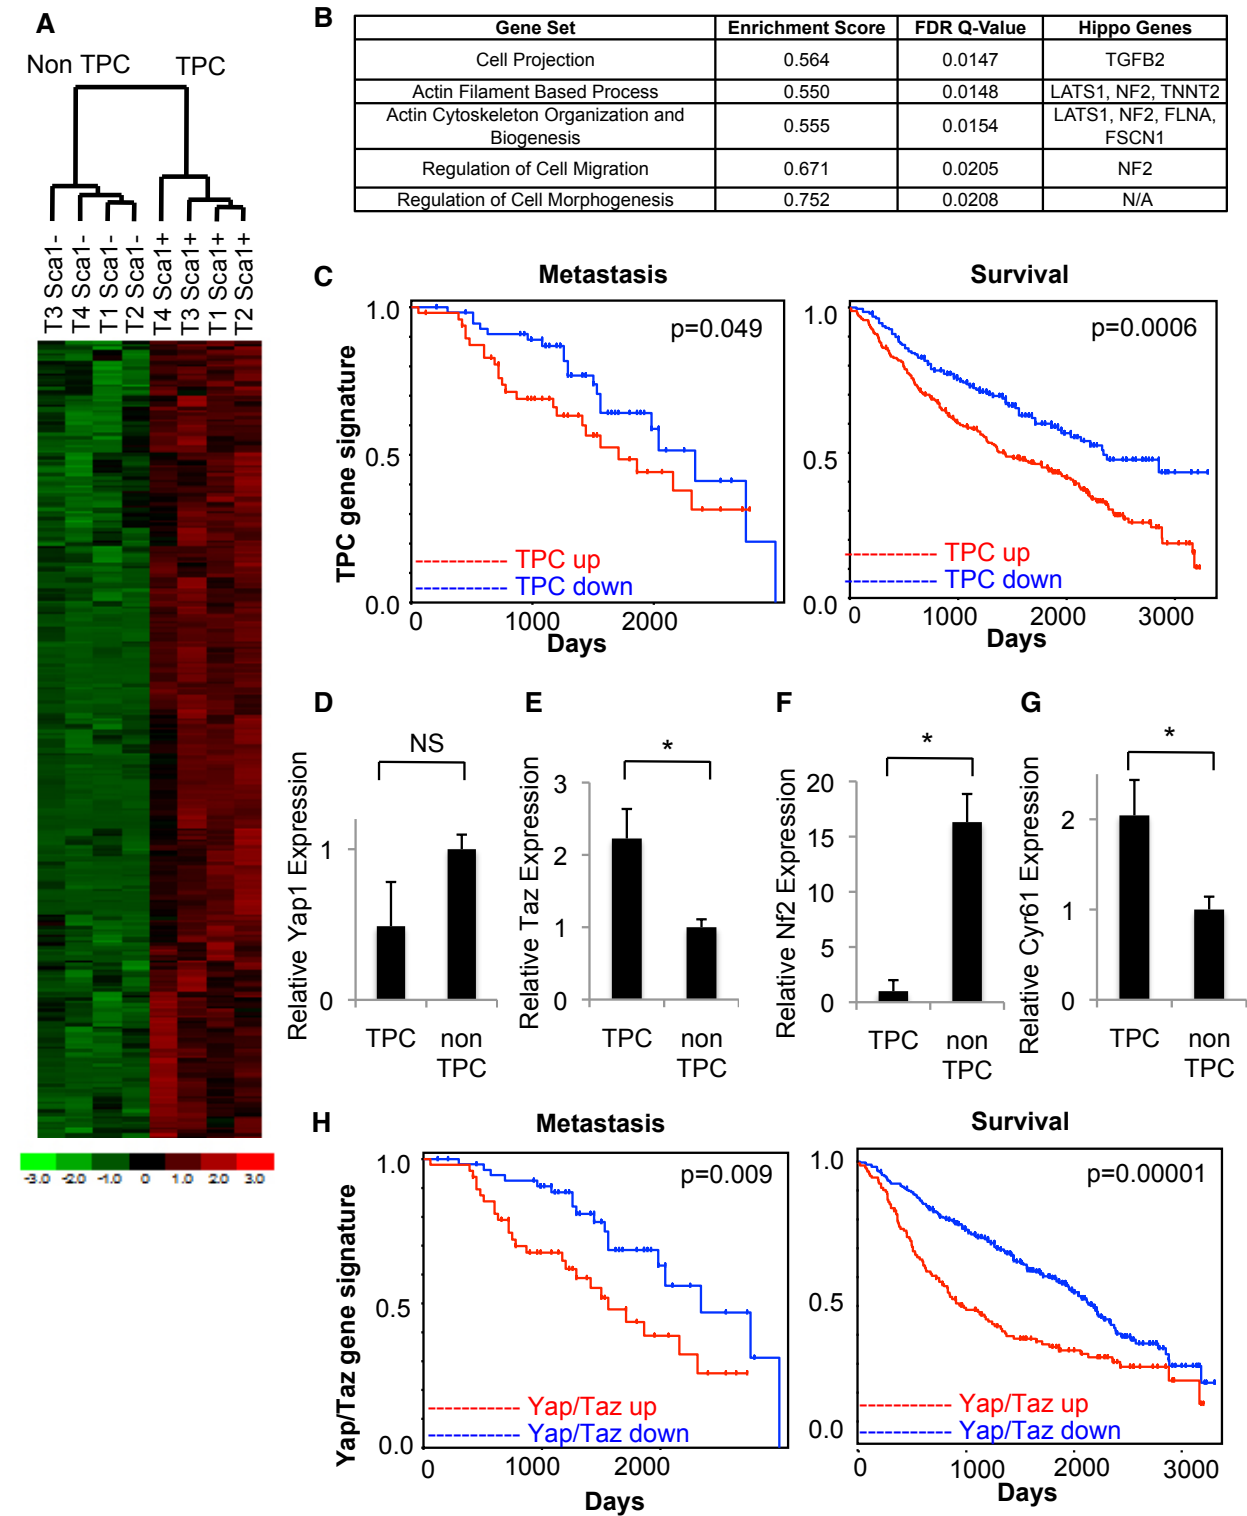 A
Non TPC TPC
T3 Sca1-
T4 Sca1-
T1 Sca1-
T2 Sca1-
T4 Sca1+
T3 Sca1+
T1 Sca1+
T2 Sca1+
-3.0 -2.0 -1.0 0 1.0 2.0 3.0
B
Gene Set Enrichment Score FDR Q-Value Hippo Genes
Cell Projection 0.564 0.0147 TGFB2
Actin Filament Based Process 0.550 0.0148 LATS1, NF2, TNNT2
Actin Cytoskeleton Organization and Biogenesis 0.555 0.0154 LATS1, NF2, FLNA, FSCN1
Regulation of Cell Migration 0.671 0.0205 NF2
Regulation of Cell Morphogenesis 0.752 0.0208 N/A
C
Metastasis
TPC gene signature
1.0
0.5
0.0
p=0.049
TPC up
TPC down
0 1000 2000
Days
Survival
1.0
0.5
0.0
p=0.0006
TPC up
TPC down
0 1000 2000 3000
Days
D
NS
Relative Yap1 Expression
1
0
TPC non TPC
E
*
Relative Taz Expression
3
2
1
0
TPC non TPC
F
*
Relative Nf2 Expression
20
15
10
5
0
TPC non TPC
G
*
Relative Cyr61 Expression
2
1
0
TPC non TPC
H
Metastasis
Yap/Taz gene signature
1.0
0.5
0.0
p=0.009
Yap/Taz up
Yap/Taz down
0 1000 2000
Days
Survival
1.0
0.5
0.0
p=0.00001
Yap/Taz up
Yap/Taz down
0 1000 2000 3000
Days